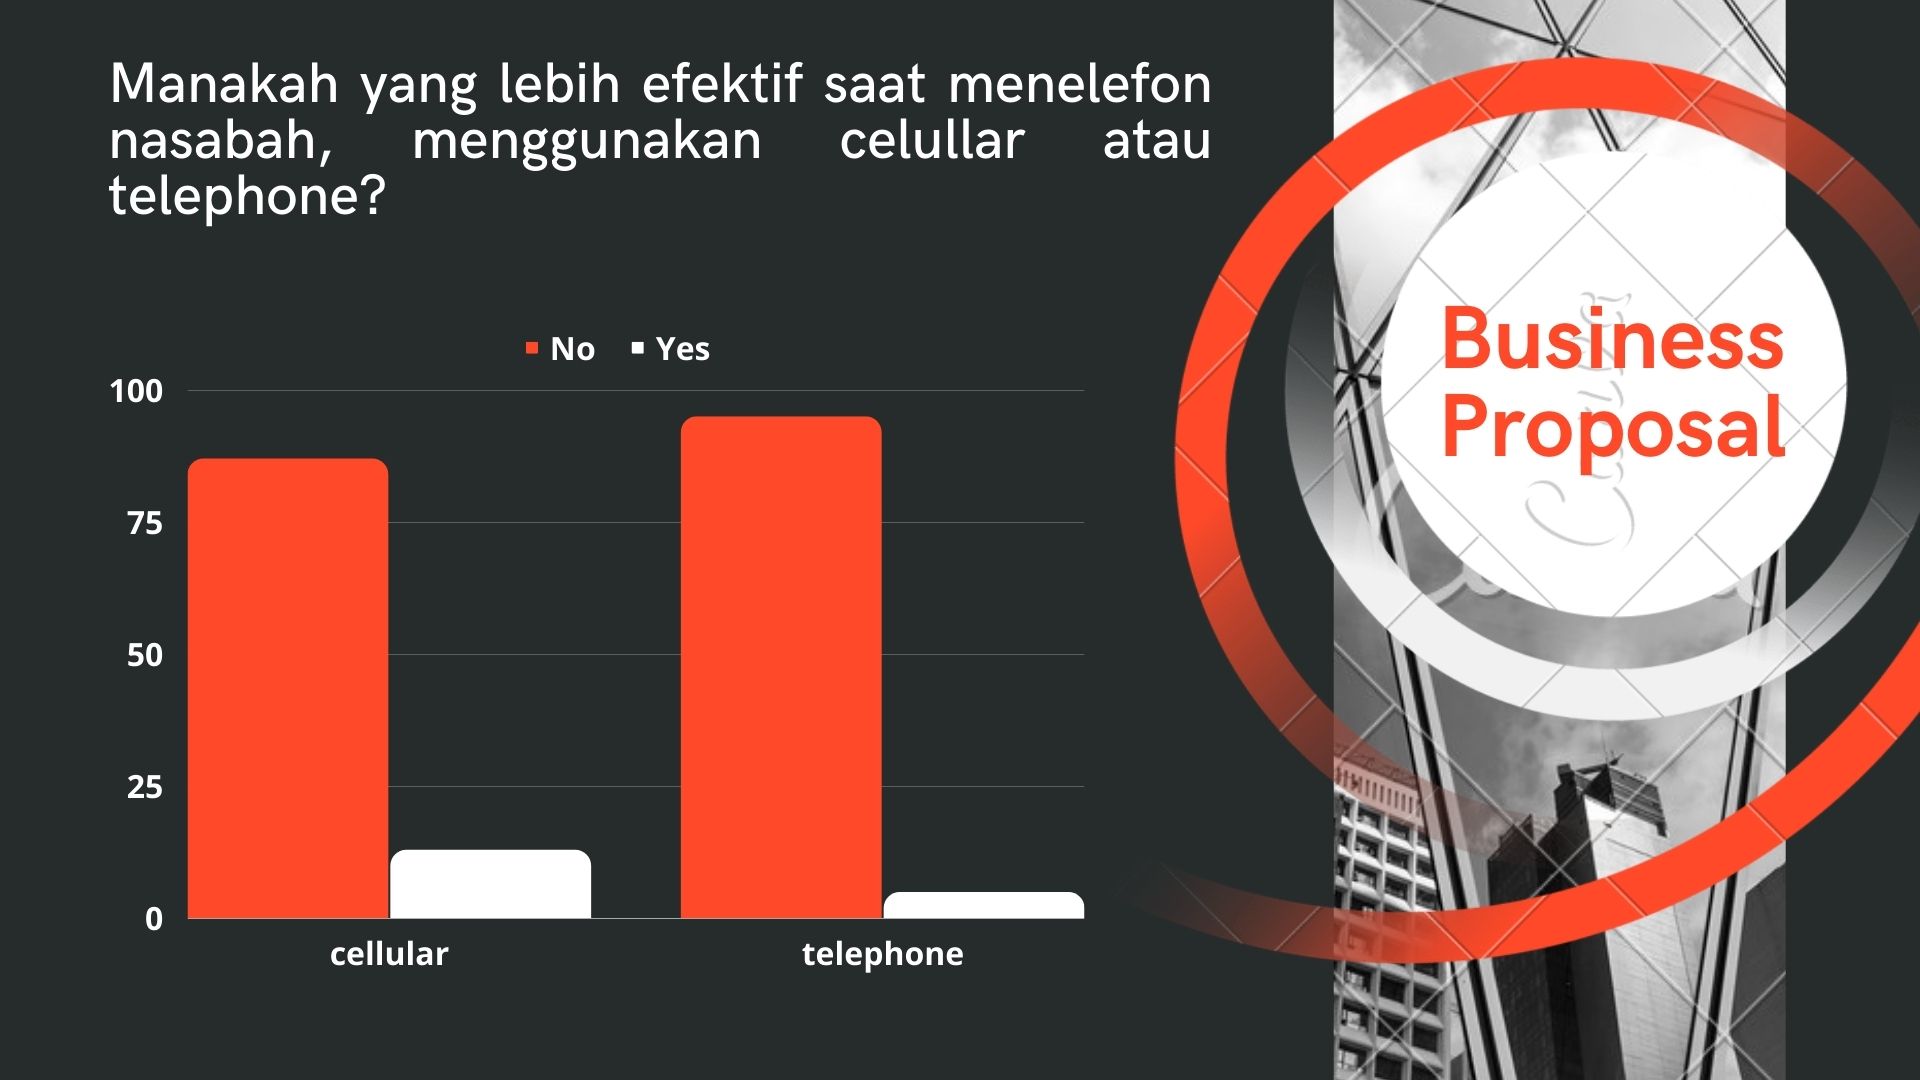 Manakah yang lebih efektif saat menelefon
nasabah, menggunakan celullar atau
telephone?
No Yes
100
75
50
25
0
cellular telephone
Business
Proposal
Canva